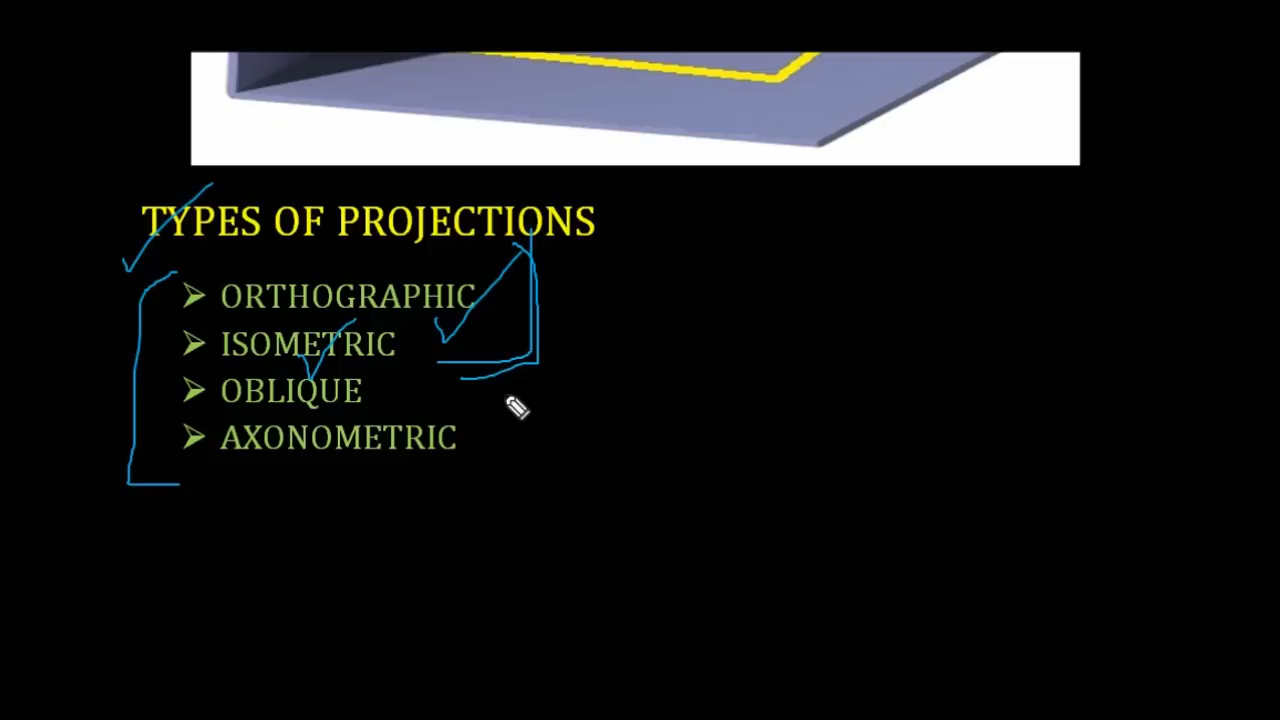 TYPES OF PROJECTIONS
ORTHOGRAPHIC
ISOMETRIC
OBLIQUE
AXONOMETRIC